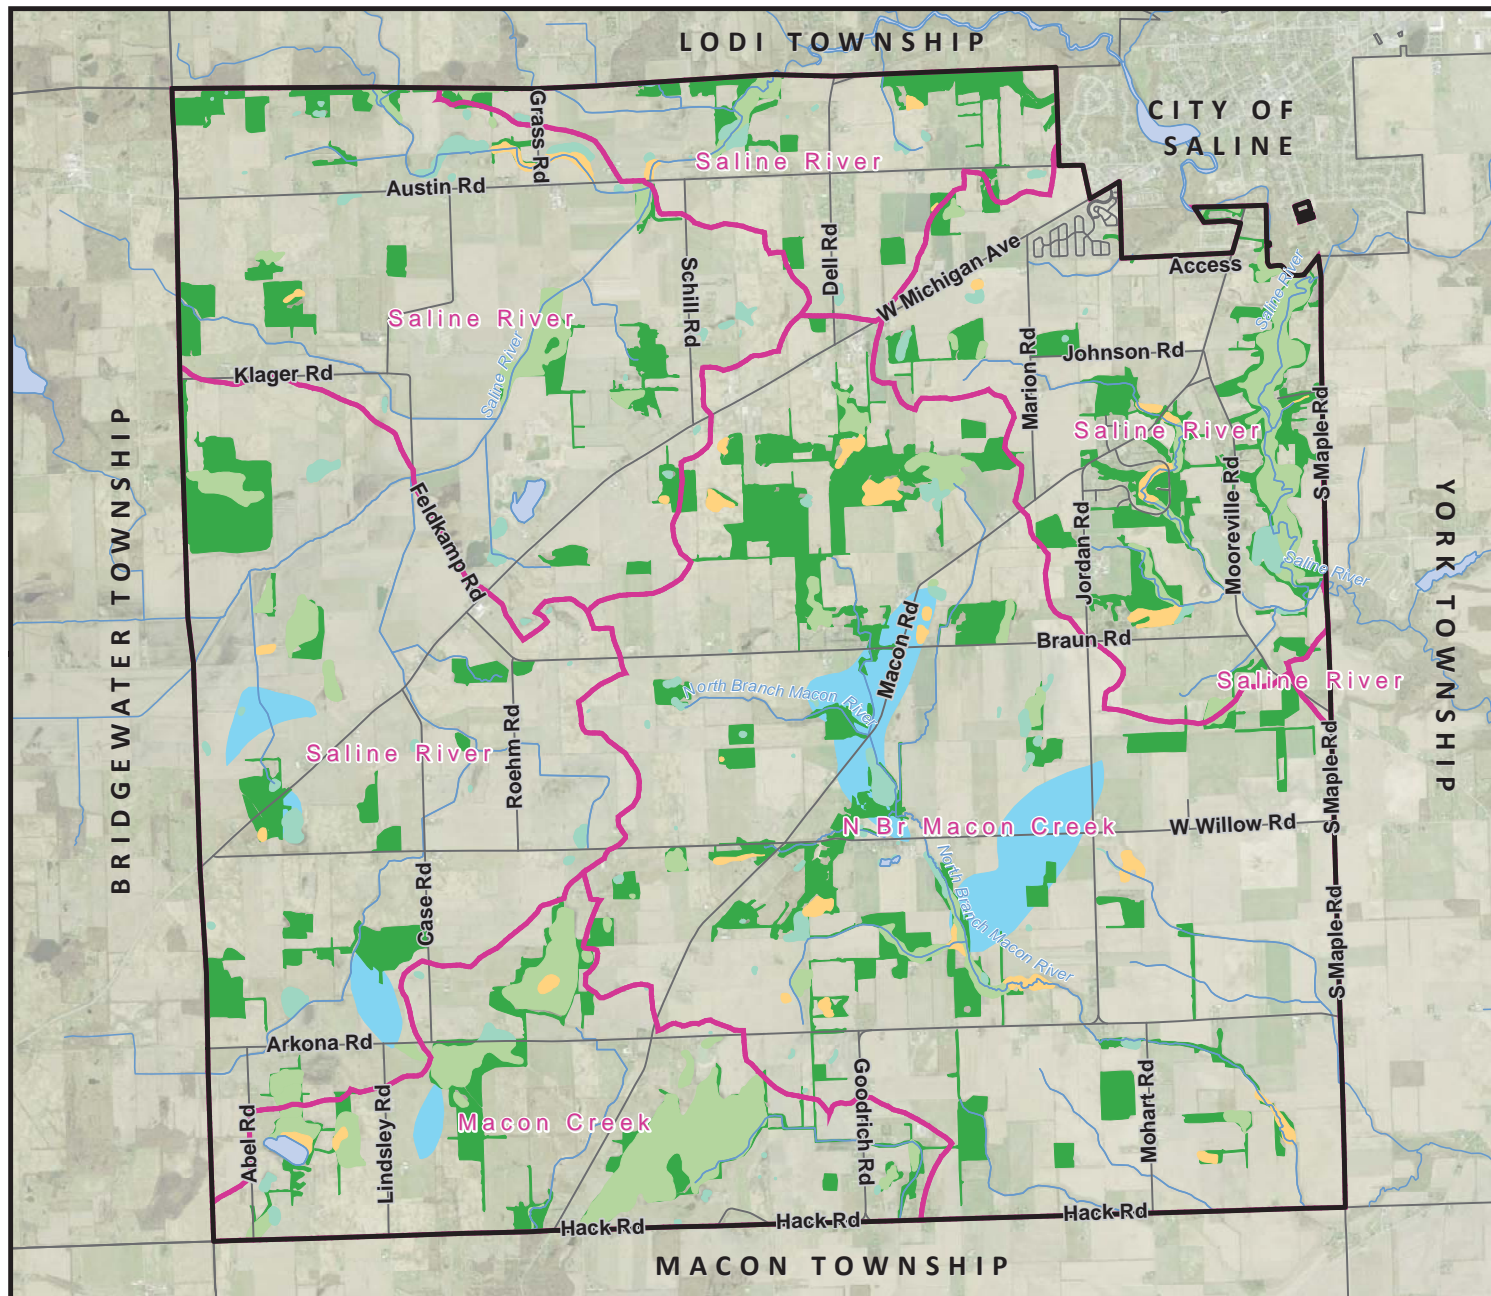 LODI TOWNSHIP
CITY OF
SALINE
Grass Rd
Saline River
Austin Rd
Dell Rd
Schill Rd
W Michigan Ave
Access
Saline River
Saline River
Saline River
Marion Rd
Johnson Rd
Klager Rd
S Maple Rd
BRIDGEWATER TOWNSHIP
Saline River
Mooreville Rd
YORK TOWNSHIP
Feldkamp Rd
Jordan Rd
Saline River
Macon Rd
Braun Rd
North Branch Macon River
Saline River
Roehm Rd
Saline River
S Maple Rd
N Br Macon Creek
W Willow Rd
Case Rd
North Branch Macon River
S Maple Rd
Arkona Rd
Goodrich Rd
Mohart Rd
Abel Rd
Lindsley Rd
Macon Creek
Hack Rd
Hack Rd
Hack Rd
MACON TOWNSHIP